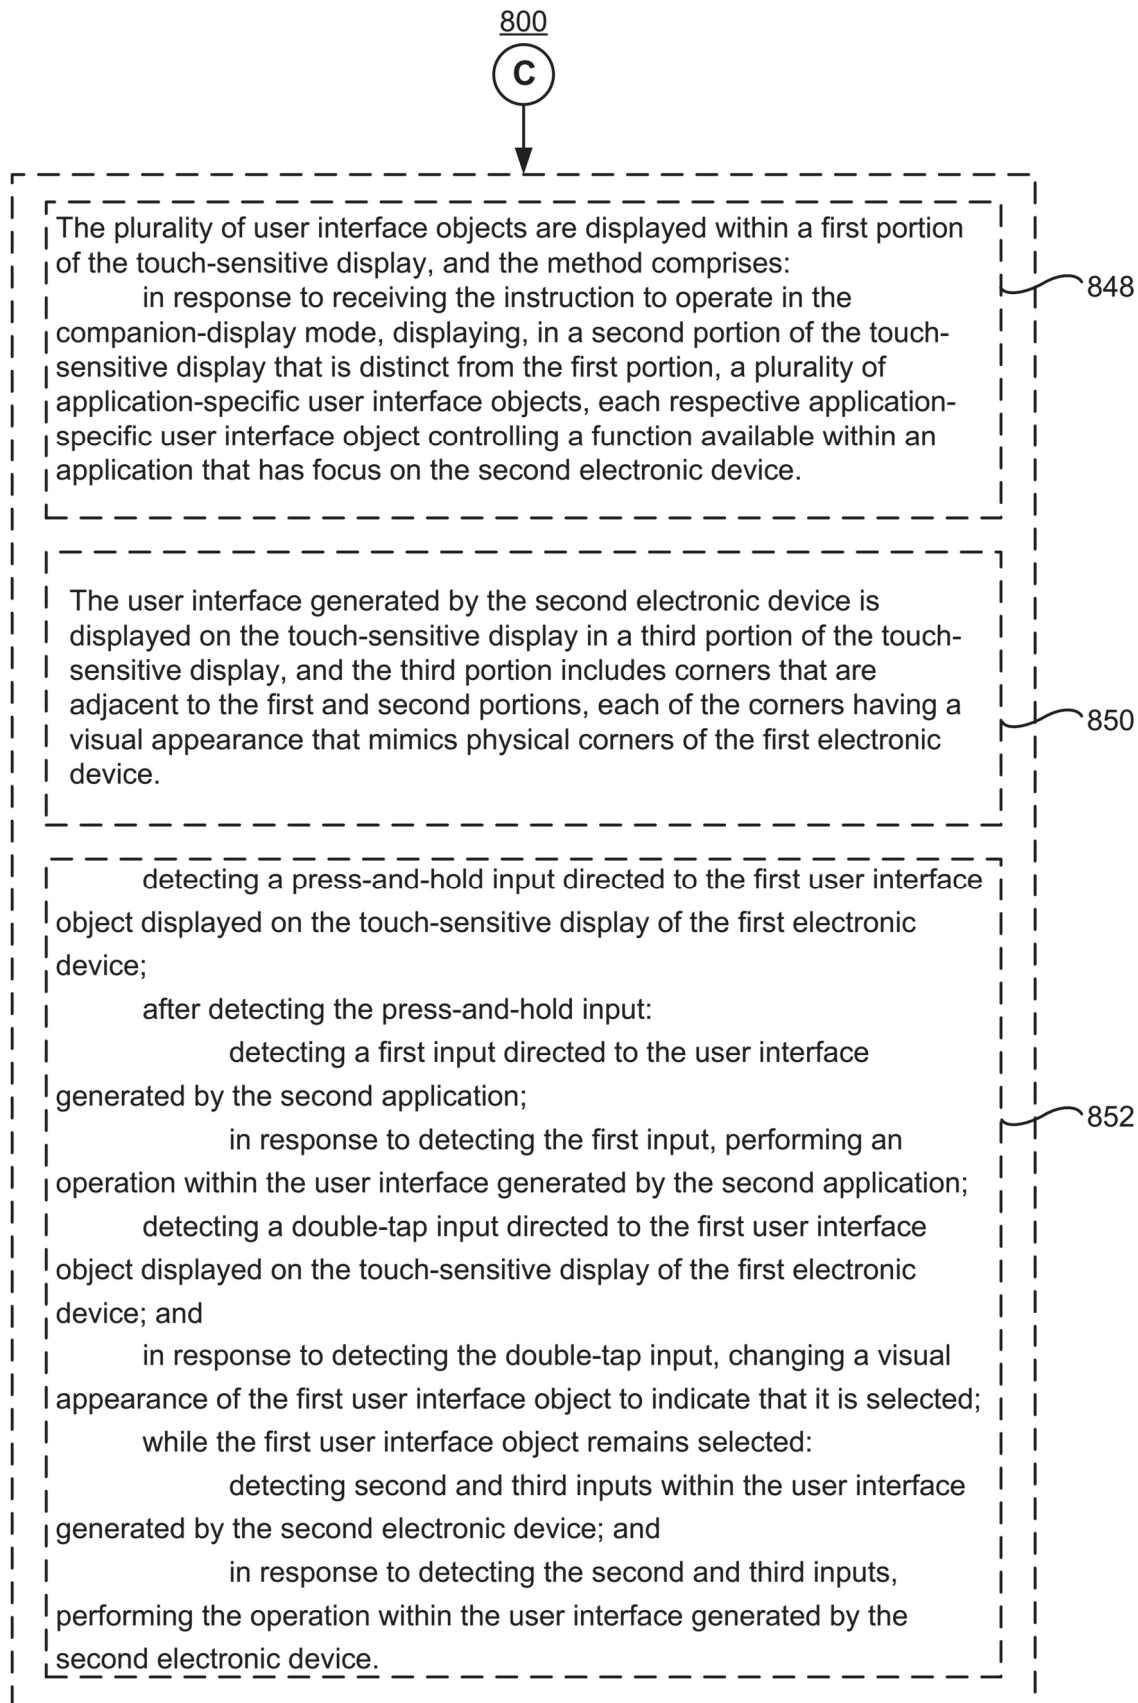 800
C
The plurality of user interface objects are displayed within a first portion
of the touch-sensitive display, and the method comprises:
in response to receiving the instruction to operate in the
companion-display mode, displaying, in a second portion of the touch-
sensitive display that is distinct from the first portion, a plurality of
application-specific user interface objects, each respective application-
specific user interface object controlling a function available within an
application that has focus on the second electronic device.
848
The user interface generated by the second electronic device is
displayed on the touch-sensitive display in a third portion of the touch-
sensitive display, and the third portion includes corners that are
adjacent to the first and second portions, each of the corners having a
visual appearance that mimics physical corners of the first electronic
device.
850
detecting a press-and-hold input directed to the first user interface
object displayed on the touch-sensitive display of the first electronic
device;
after detecting the press-and-hold input:
detecting a first input directed to the user interface
generated by the second application;
in response to detecting the first input, performing an
operation within the user interface generated by the second application;
detecting a double-tap input directed to the first user interface
object displayed on the touch-sensitive display of the first electronic
device; and
in response to detecting the double-tap input, changing a visual
appearance of the first user interface object to indicate that it is selected;
while the first user interface object remains selected:
detecting second and third inputs within the user interface
generated by the second electronic device; and
in response to detecting the second and third inputs,
performing the operation within the user interface generated by the
second electronic device.
852